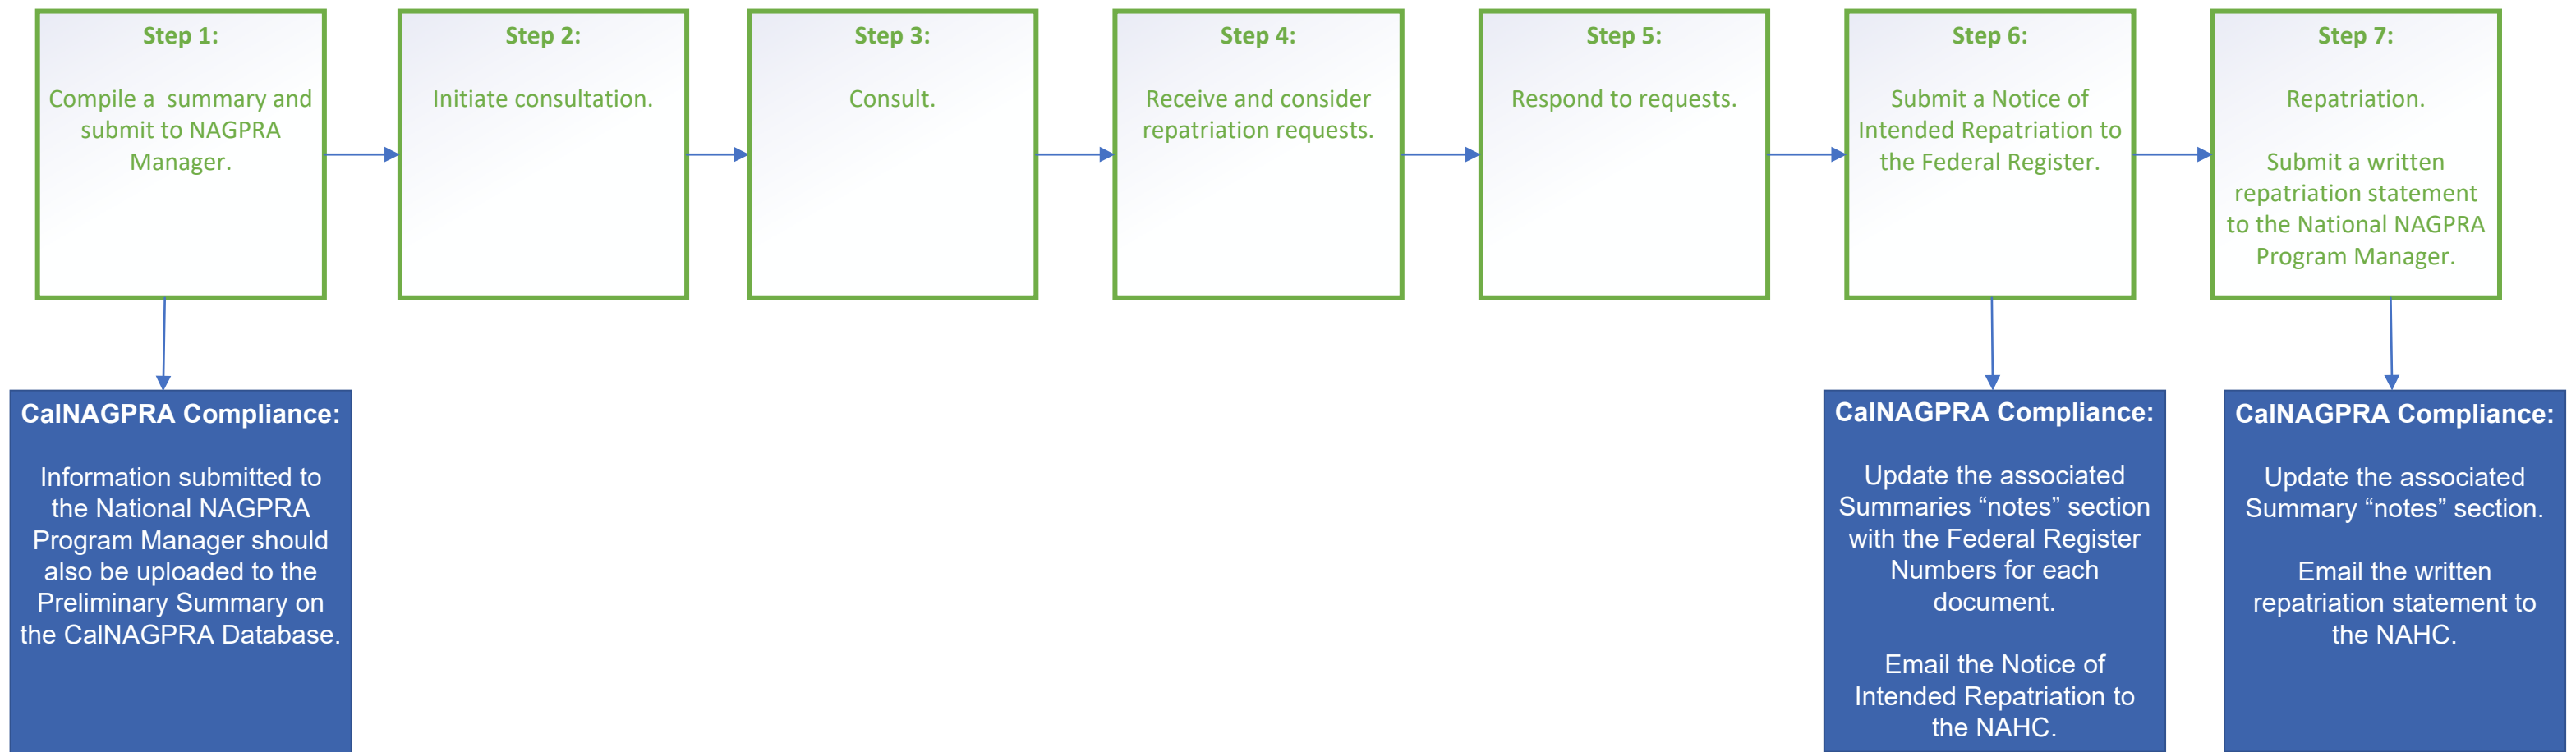 Step 1:
Compile a summary and
submit to NAGPRA
Manager.
Step 2:
Initiate consultation.
Step 3:
Consult.
Step 4:
Receive and consider
repatriation requests.
Step 5:
Respond to requests.
Step 6:
Submit a Notice of
Intended Repatriation to
the Federal Register.
Step 7:
Repatriation.
Submit a written
repatriation statement
to the National NAGPRA
Program Manager.
CalNAGPRA Compliance:
Information submitted to
the National NAGPRA
Program Manager should
also be uploaded to the
Preliminary Summary on
the CalNAGPRA Database.
CalNAGPRA Compliance:
Update the associated
Summaries “notes” section
with the Federal Register
Numbers for each
document.
Email the Notice of
Intended Repatriation to
the NAHC.
CalNAGPRA Compliance:
Update the associated
Summary “notes” section.
Email the written
repatriation statement to
the NAHC.